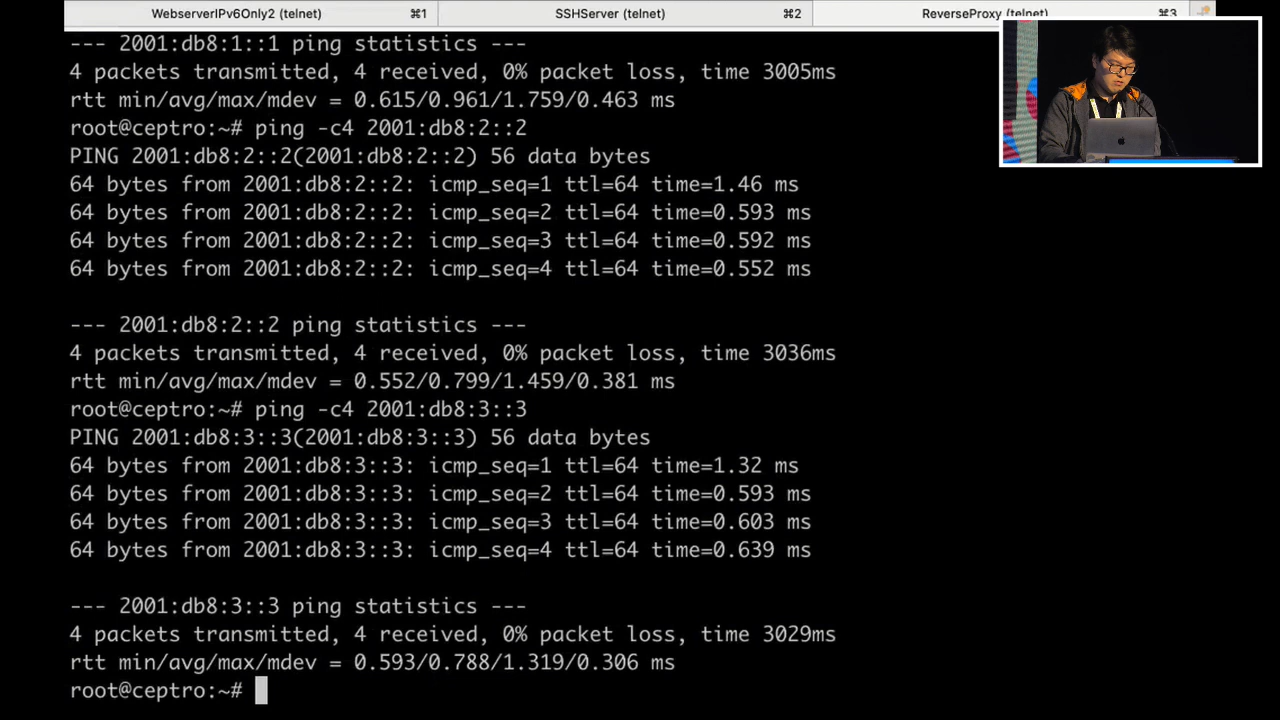 WebserverIPv6Only2 (telnet) ⌘1 SSHServer (telnet) ⌘2 ReverseProxy (telnet) ⌘3
--- 2001:db8:1::1 ping statistics ---
4 packets transmitted, 4 received, 0% packet loss, time 3005ms
rtt min/avg/max/mdev = 0.615/0.961/1.759/0.463 ms
root@ceptro:~# ping -c4 2001:db8:2::2
PING 2001:db8:2::2(2001:db8:2::2) 56 data bytes
64 bytes from 2001:db8:2::2: icmp_seq=1 ttl=64 time=1.46 ms
64 bytes from 2001:db8:2::2: icmp_seq=2 ttl=64 time=0.593 ms
64 bytes from 2001:db8:2::2: icmp_seq=3 ttl=64 time=0.592 ms
64 bytes from 2001:db8:2::2: icmp_seq=4 ttl=64 time=0.552 ms
--- 2001:db8:2::2 ping statistics ---
4 packets transmitted, 4 received, 0% packet loss, time 3036ms
rtt min/avg/max/mdev = 0.552/0.799/1.459/0.381 ms
root@ceptro:~# ping -c4 2001:db8:3::3
PING 2001:db8:3::3(2001:db8:3::3) 56 data bytes
64 bytes from 2001:db8:3::3: icmp_seq=1 ttl=64 time=1.32 ms
64 bytes from 2001:db8:3::3: icmp_seq=2 ttl=64 time=0.593 ms
64 bytes from 2001:db8:3::3: icmp_seq=3 ttl=64 time=0.603 ms
64 bytes from 2001:db8:3::3: icmp_seq=4 ttl=64 time=0.639 ms
--- 2001:db8:3::3 ping statistics ---
4 packets transmitted, 4 received, 0% packet loss, time 3029ms
rtt min/avg/max/mdev = 0.593/0.788/1.319/0.306 ms
root@ceptro:~#